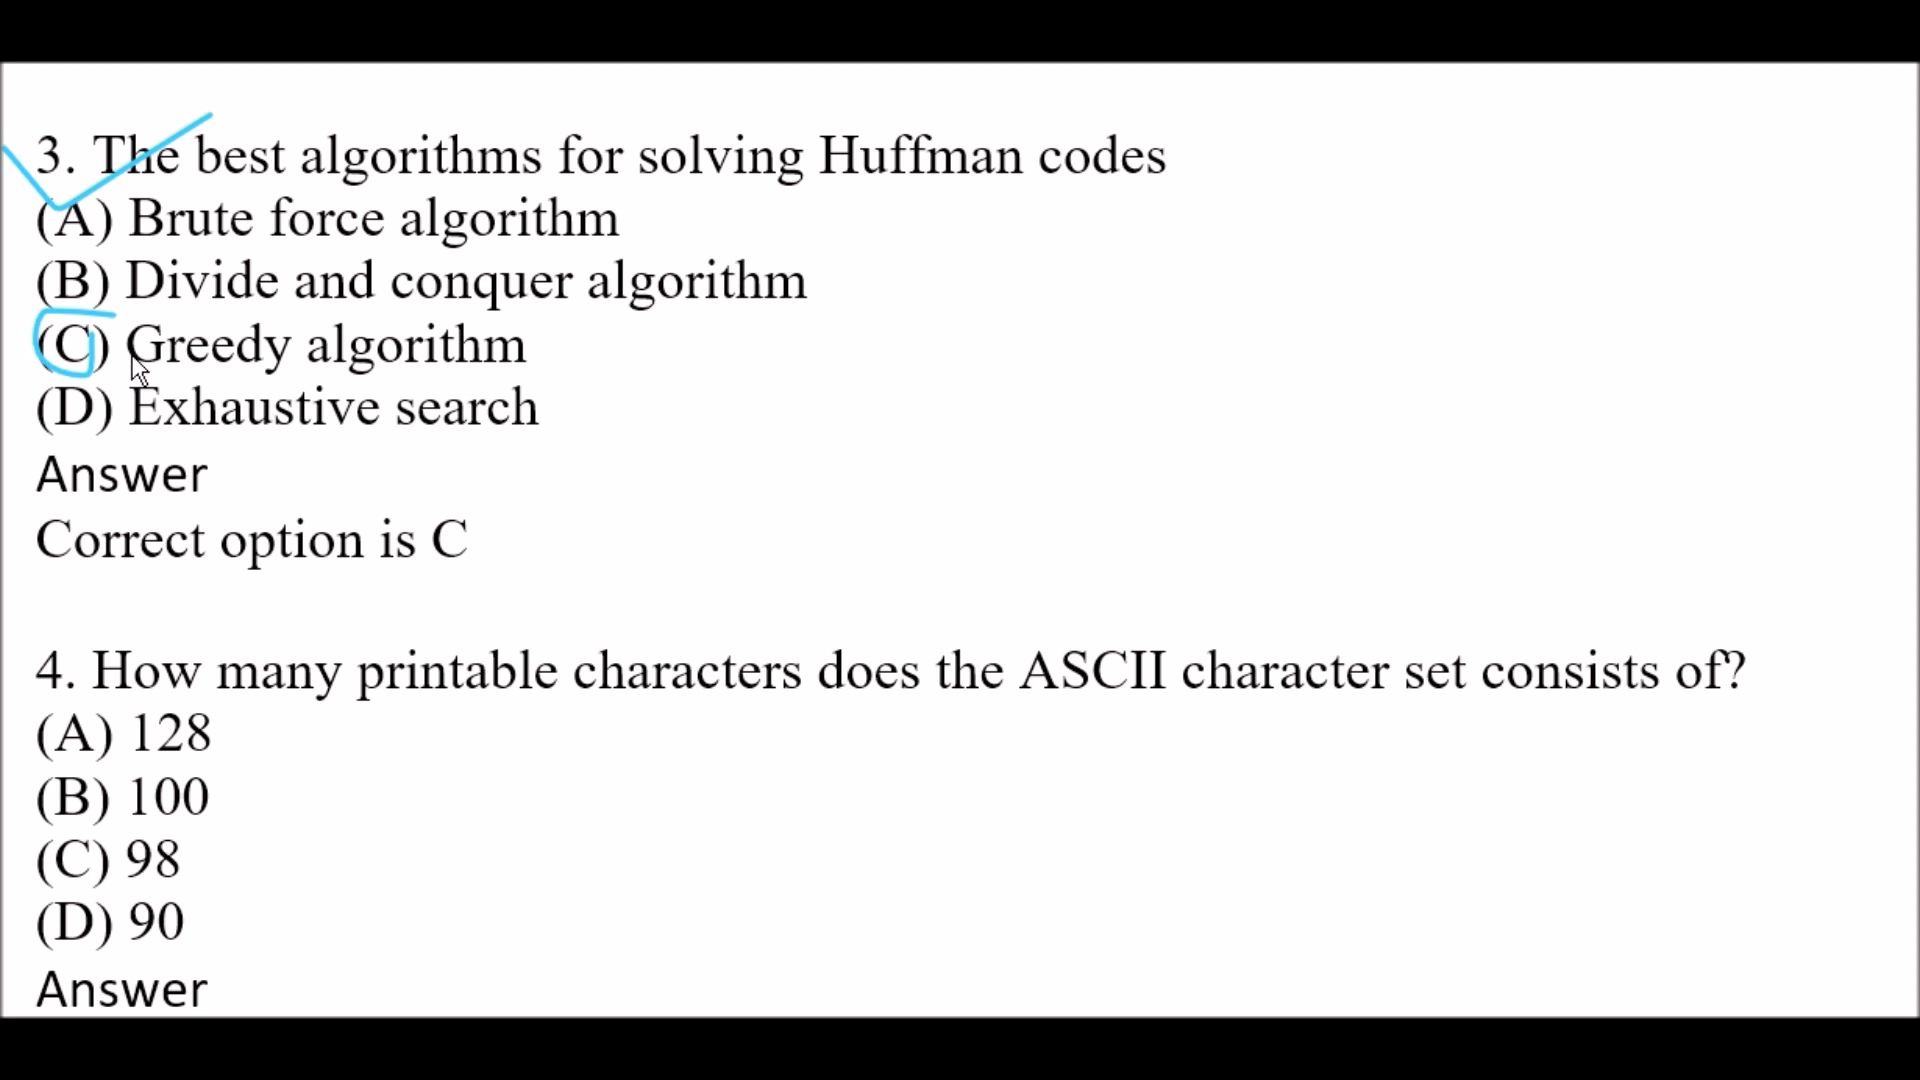 3. The best algorithms for solving Huffman codes
(A) Brute force algorithm
(B) Divide and conquer algorithm
(C) Greedy algorithm
(D) Exhaustive search
Answer
Correct option is C
4. How many printable characters does the ASCII character set consists of?
(A) 128
(B) 100
(C) 98
(D) 90
Answer